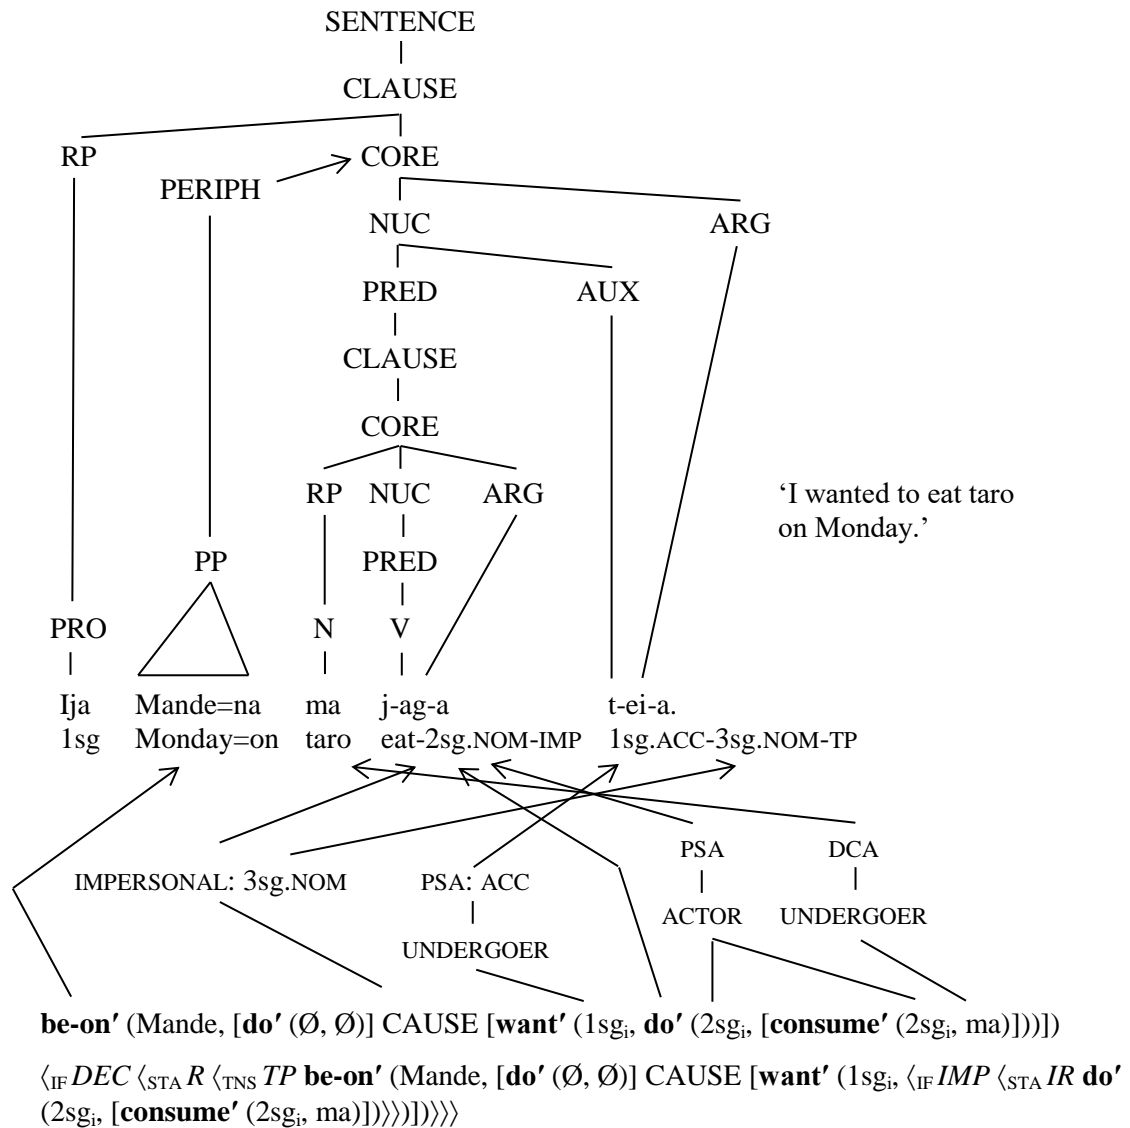 SENTENCE
CLAUSE
RP CORE
PERIPH
NUC ARG
PRED AUX
CLAUSE
CORE
RP NUC ARG
‘I wanted to eat taro
on Monday.’
PP PRED
PRO N V
Ija Mande=na ma j-ag-a t-ei-a.
1sg Monday=on taro eat-2sg.NOM-IMP 1sg.ACC-3sg.NOM-TP
PSA DCA
IMPERSONAL: 3sg.NOM PSA: ACC
ACTOR UNDERGOER
UNDERGOER
be-on′ (Mande, [do′ (Ø, Ø)] CAUSE [want′ (1sgᵢ, do′ (2sgᵢ, [consume′ (2sgᵢ, ma)]))])
⟨IF DEC ⟨STA R ⟨TNS TP be-on′ (Mande, [do′ (Ø, Ø)] CAUSE [want′ (1sgᵢ, ⟨IF IMP ⟨STA IR do′
(2sgᵢ, [consume′ (2sgᵢ, ma)])⟩⟩)])⟩⟩⟩